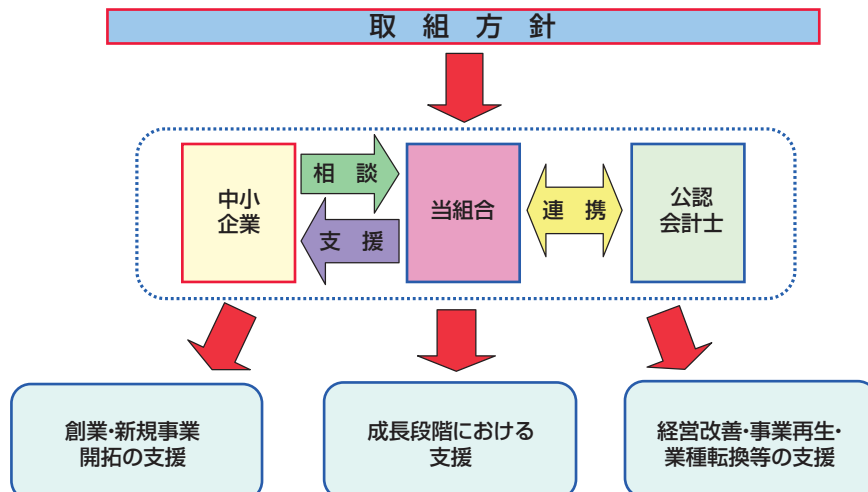 取組方針
相談
中小
企業
当組合
連携
公認
会計士
支援
創業・新規事業
開拓の支援
成長段階における
支援
経営改善・事業再生・
業種転換等の支援